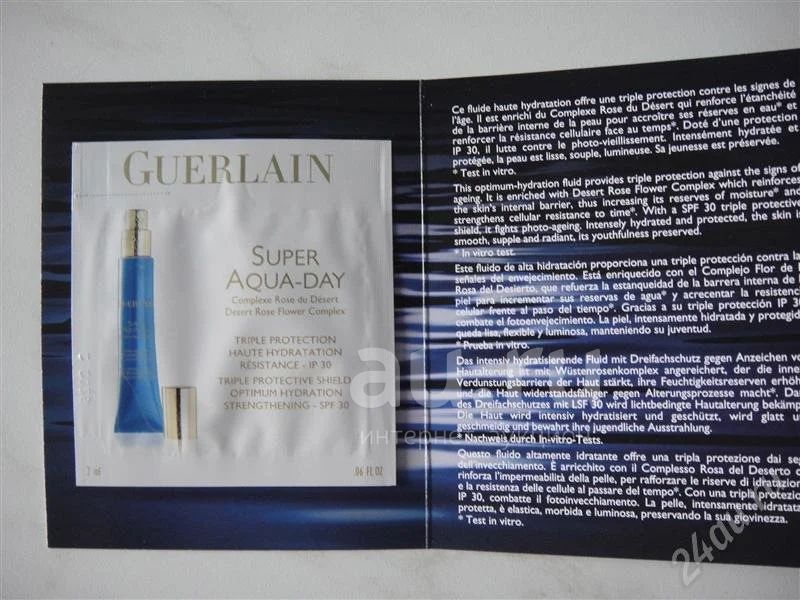 GUERLAIN
SUPER
AQUA-DAY
Complexe Rose du Désert
Desert Rose Flower Complex
TRIPLE PROTECTION
HAUTE HYDRATATION
RÉSISTANCE - IP 30
TRIPLE PROTECTIVE SHIELD
OPTIMUM HYDRATION
STRENGTHENING - SPF 30
.06 FL OZ
Ce fluide haute hydratation offre une triple protection contre les signes de
l'âge. Il est enrichi du Complexe Rose du Désert qui renforce l'étanchéité
de la barrière interne de la peau pour accroître ses réserves en eau* et
renforcer la résistance cellulaire face au temps*. Doté d'une protection
IP 30, il lutte contre le photo-vieillissement. Intensément hydratée et
protégée, la peau est lisse, souple, lumineuse. Sa jeunesse est préservée.
* Test in vitro.
This optimum-hydration fluid provides triple protection against the signs of
ageing. It is enriched with Desert Rose Flower Complex which reinforces
the skin's internal barrier, thus increasing its reserves of moisture* and
strengthens cellular resistance to time*. With a SPF 30 triple protective
shield, it fights photo-ageing. Intensely hydrated and protected, the skin i
smooth, supple and radiant, its youthfulness preserved.
* In vitro test.
Este fluido de alta hidratación proporciona una triple protección contra la
señales del envejecimiento. Está enriquecido con el Complejo Flor de
Rosa del Desierto, que refuerza la estanqueidad de la barrera interna de l
piel para incrementar sus reservas de agua* y acrecentar la resistenci
celular frente al paso del tiempo*. Gracias a su triple protección IP 3
combate el fotoenvejecimiento. La piel, intensamente hidratada y protegid
queda lisa, flexible y luminosa, manteniendo su juventud.
* Prueba in vitro.
Das intensiv hydratisierende Fluid mit Dreifachschutz gegen Anzeichen vo
Hautalterung ist mit Wüstenrosenkomplex angereichert, der die inner
Verdunstungsbarriere der Haut stärkt, ihre Feuchtigkeitsreserven erhöh
und die Haut widerstandsfähiger gegen Alterungsprozesse macht*. Dan
des Dreifachschutzes mit LSF 30 wird lichtbedingte Hautalterung bekämp
Die Haut wird intensiv hydratisiert und geschützt, wird glatt u
geschmeidig und bewahrt ihre jugendliche Ausstrahlung.
* Nachweis durch In-vitro-Tests.
Questo fluido altamente idratante offre una tripla protezione dai seg
dell'invecchiamento. È arricchito con il Complesso Rosa del Deserto c
rinforza l'impermeabilità della pelle, per rafforzare le riserve di idratazion
e la resistenza delle cellule al passare del tempo*. Con una tripla protezio
IP 30, combatte il fotoinvecchiamento. La pelle, intensamente idratata
protetta, è elastica, morbida e luminosa, preservando la sua giovinezza.
* Test in vitro.
24au.ru